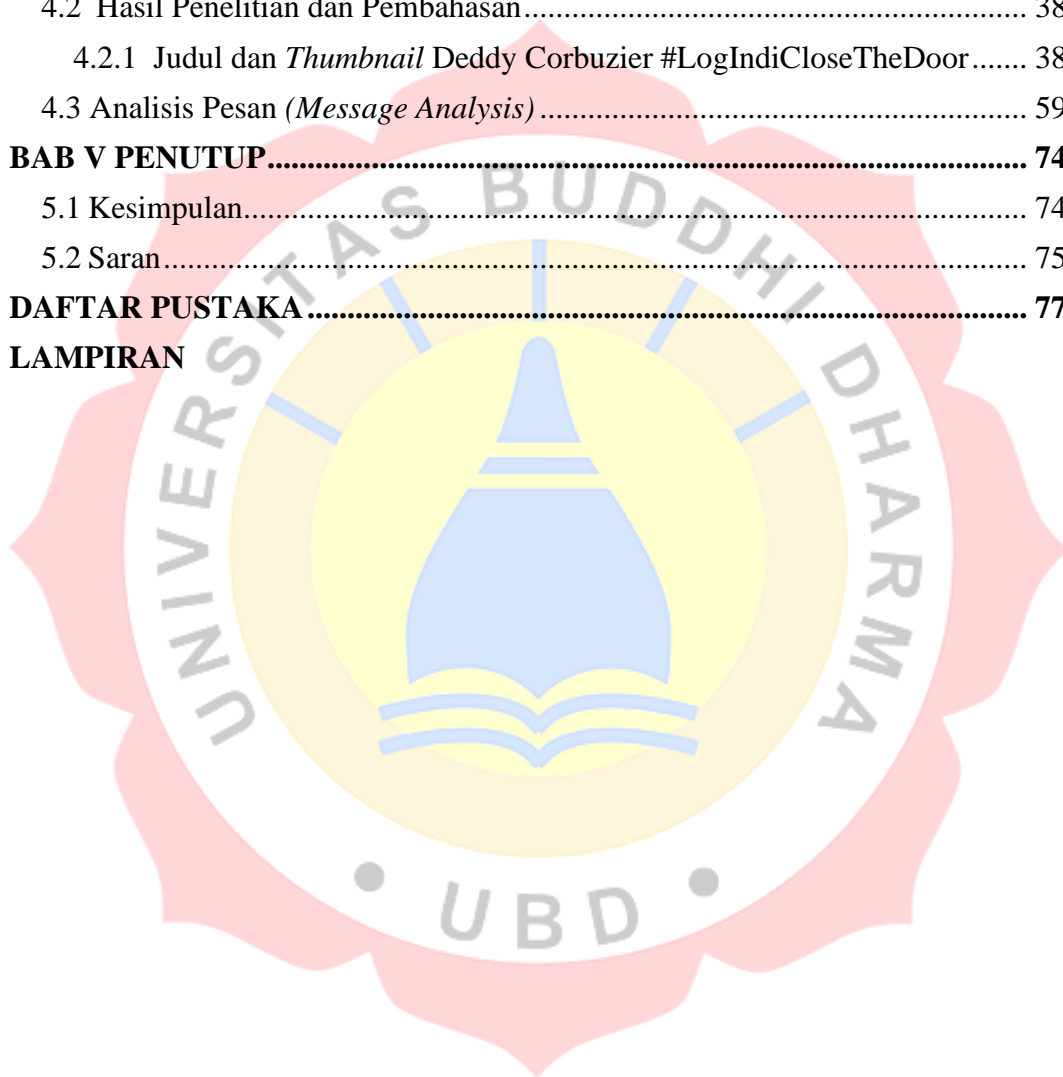 4.2 Hasil Penelitian dan Pembahasan........................................................................ 38
4.2.1 Judul dan Thumbnail Deddy Corbuzier #LogIndiCloseTheDoor....... 38
4.3 Analisis Pesan (Message Analysis)..................................................................... 59
BAB V PENUTUP............................................................................................... 74
5.1 Kesimpulan.......................................................................................................... 74
5.2 Saran.................................................................................................................... 75
DAFTAR PUSTAKA.......................................................................................... 77
LAMPIRAN
UNIVERSITAS BUDDHI DHARMA
• UBD •